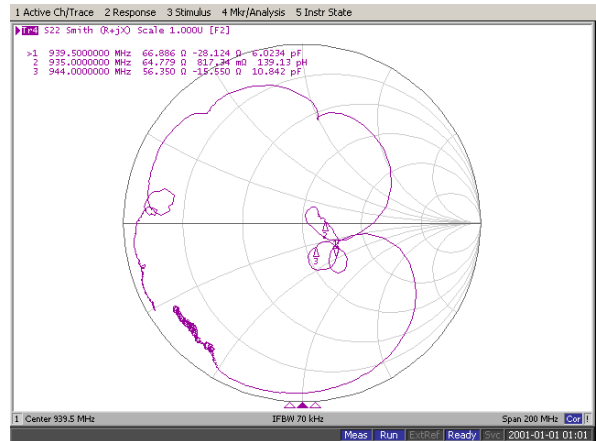 1 Active Ch/Trace 2 Response 3 Stimulus 4 Mkr/Analysis 5 Instr State
Tr4 S22 Smith (R+jX) Scale 1.000U [F2]
>1 939.5000000 MHz 66.886 Ω -28.124 Ω 6.0234 pF
2 935.0000000 MHz 64.779 Ω 817.34 mΩ 139.13 pH
3 944.0000000 MHz 56.350 Ω -15.550 Ω 10.842 pF
2
3
1 Center 939.5 MHz IFBW 70 kHz Span 200 MHz Cor !
Meas Run ExtRef Ready Svc 2001-01-01 01:01